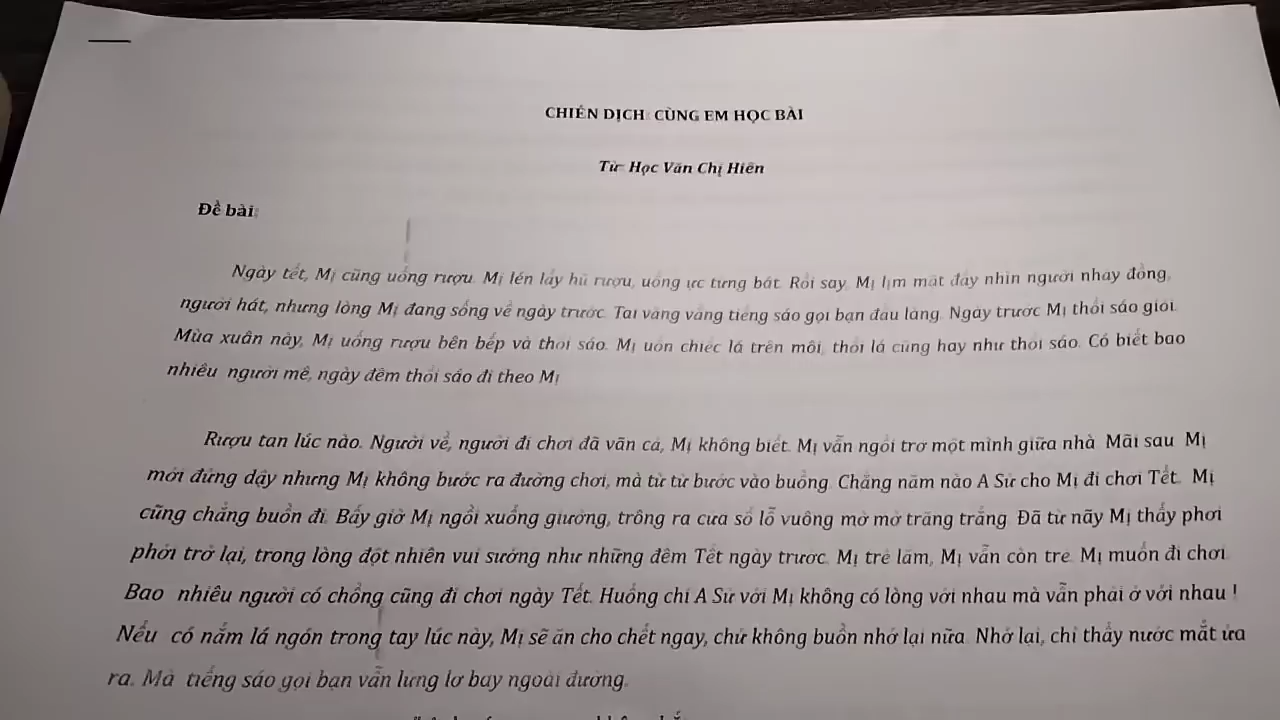 CHIẾN DỊCH: CÙNG EM HỌC BÀI
Từ: Học Văn Chị Hiên
Đề bài:
Ngày tết, Mị cũng uống rượu. Mị lén lấy hũ rượu, uống ực từng bát. Rồi say, Mị lịm mặt đấy nhìn người nhảy đồng,
người hát, nhưng lòng Mị đang sống về ngày trước. Tai văng vẳng tiếng sáo gọi bạn đầu làng. Ngày trước Mị thổi sáo giỏi.
Mùa xuân này, Mị uống rượu bên bếp và thổi sáo. Mị uốn chiếc lá trên môi, thổi lá cũng hay như thổi sáo. Có biết bao
nhiêu người mê, ngày đêm thổi sáo đi theo Mị
Rượu tan lúc nào. Người về, người đi chơi đã vãn cả, Mị không biết. Mị vẫn ngồi trơ một mình giữa nhà. Mãi sau Mị
mới đứng dậy nhưng Mị không bước ra đường chơi, mà từ từ bước vào buồng. Chẳng năm nào A Sử cho Mị đi chơi Tết. Mị
cũng chẳng buồn đi. Bấy giờ Mị ngồi xuống giường, trông ra cửa sổ lỗ vuông mờ mờ trăng trắng. Đã từ nãy Mị thấy phơi
phới trở lại, trong lòng đột nhiên vui sướng như những đêm Tết ngày trước. Mị trẻ lắm, Mị vẫn còn trẻ. Mị muốn đi chơi.
Bao nhiêu người có chồng cũng đi chơi ngày Tết. Huống chi A Sử với Mị không có lòng với nhau mà vẫn phải ở với nhau !
Nếu có nắm lá ngón trong tay lúc này, Mị sẽ ăn cho chết ngay, chứ không buồn nhớ lại nữa. Nhớ lại, chỉ thấy nước mắt ứa
ra. Mà tiếng sáo gọi bạn vẫn lửng lơ bay ngoài đường.